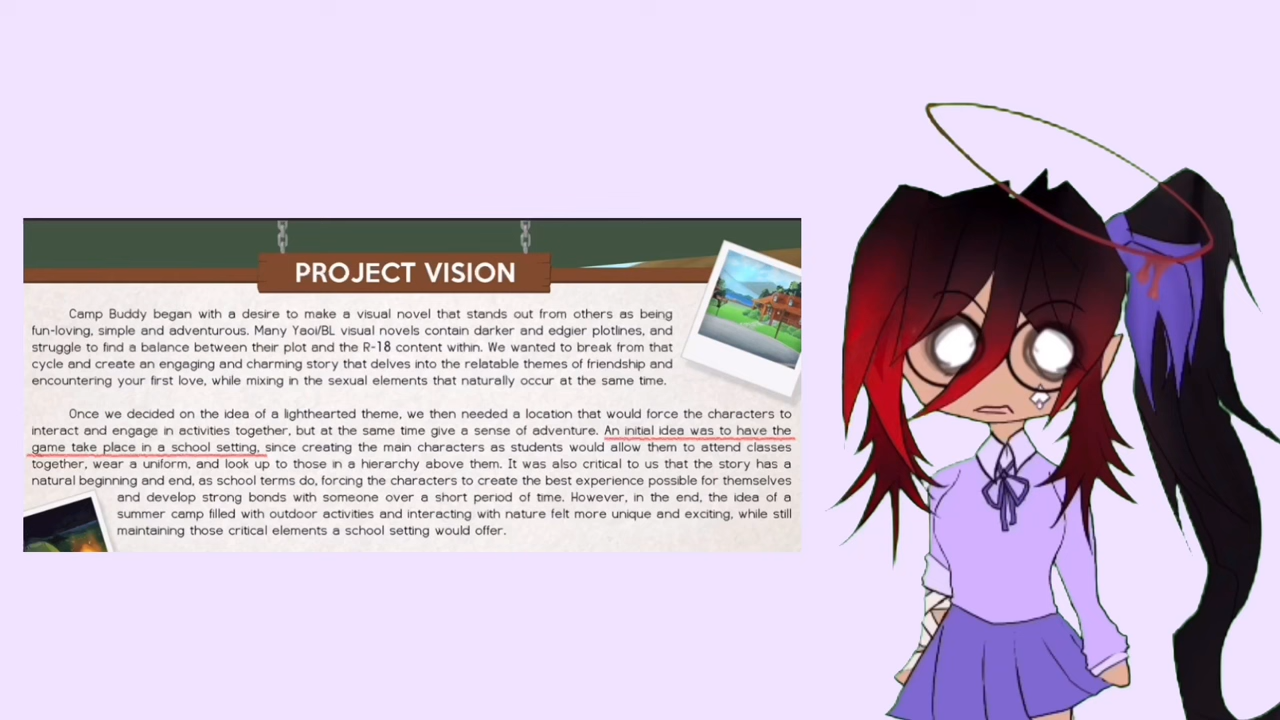 PROJECT VISION
Camp Buddy began with a desire to make a visual novel that stands out from others as being
fun-loving, simple and adventurous. Many Yaoi/BL visual novels contain darker and edgier plotlines, and
struggle to find a balance between their plot and the R-18 content within. We wanted to break from that
cycle and create an engaging and charming story that delves into the relatable themes of friendship and
encountering your first love, while mixing in the sexual elements that naturally occur at the same time.
Once we decided on the idea of a lighthearted theme, we then needed a location that would force the characters to
interact and engage in activities together, but at the same time give a sense of adventure. An initial idea was to have the
game take place in a school setting, since creating the main characters as students would allow them to attend classes
together, wear a uniform, and look up to those in a hierarchy above them. It was also critical to us that the story has a
natural beginning and end, as school terms do, forcing the characters to create the best experience possible for themselves
and develop strong bonds with someone over a short period of time. However, in the end, the idea of a
summer camp filled with outdoor activities and interacting with nature felt more unique and exciting, while still
maintaining those critical elements a school setting would offer.